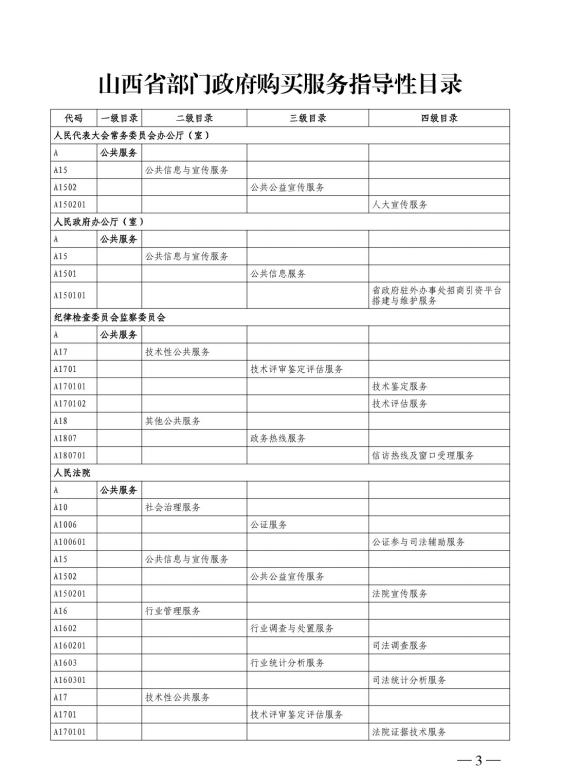 山西省部门政府购买服务指导性目录
代码 一级目录 二级目录 三级目录 四级目录
人民代表大会常务委员会办公厅（室）
A 公共服务
A15 公共信息与宣传服务
A1502 公共公益宣传服务
A150201 人大宣传服务
人民政府办公厅（室）
A 公共服务
A15 公共信息与宣传服务
A1501 公共信息服务
A150101 省政府驻外办事处招商引资平台
搭建与维护服务
纪律检查委员会监察委员会
A 公共服务
A17 技术性公共服务
A1701 技术评审鉴定评估服务
A170101 技术鉴定服务
A170102 技术评估服务
A18 其他公共服务
A1807 政务热线服务
A180701 信访热线及窗口受理服务
人民法院
A 公共服务
A10 社会治理服务
A1006 公证服务
A100601 公证参与司法辅助服务
A15 公共信息与宣传服务
A1502 公共公益宣传服务
A150201 法院宣传服务
A16 行业管理服务
A1602 行业调查与处置服务
A160201 司法调查服务
A1603 行业统计分析服务
A160301 司法统计分析服务
A17 技术性公共服务
A1701 技术评审鉴定评估服务
A170101 法院证据技术服务
— 3 —